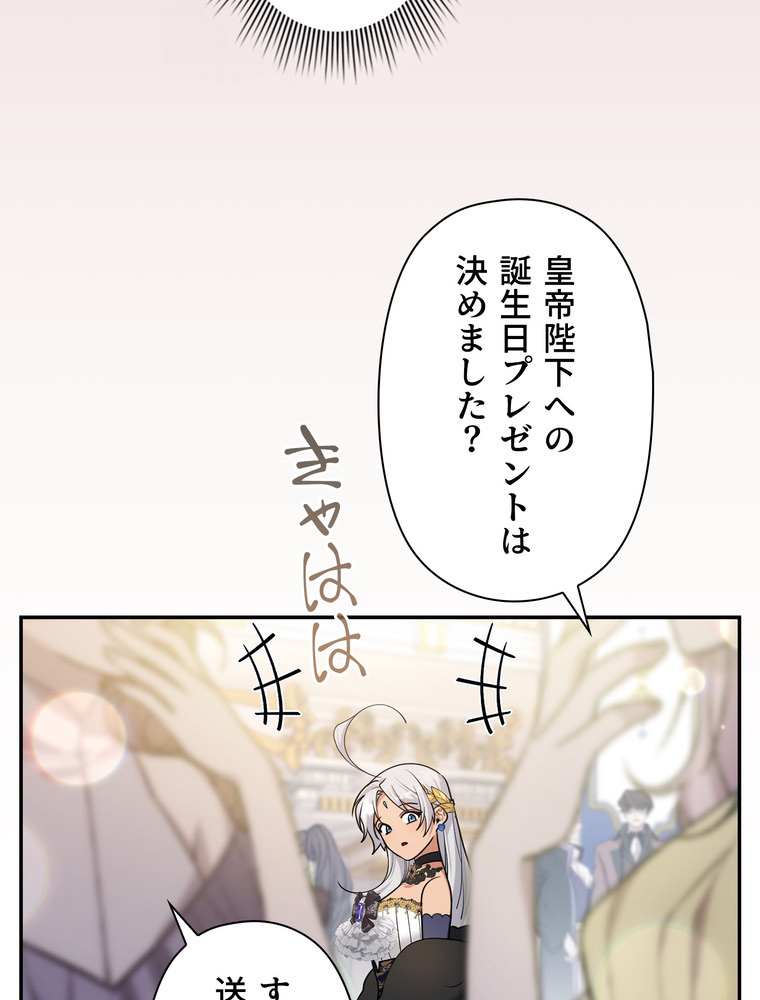 皇帝陛下への
誕生日プレゼントは
決めました？
きゃはは
す
送